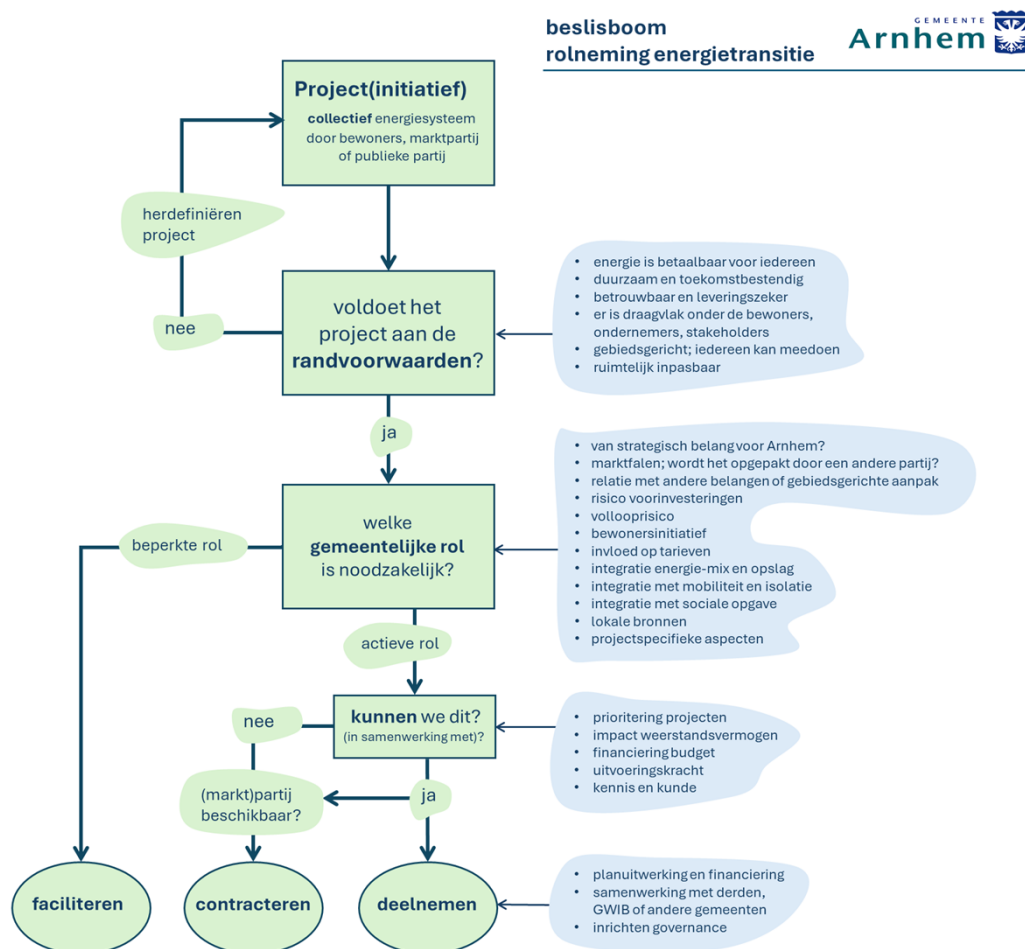 beslisboom
rolneming energietransitie
GEMEENTE
Arnhem
Project(initiatief)
collectief energiesysteem
door bewoners, marktpartij
of publieke partij
herdefiniëren
project
nee
voldoet het
project aan de
randvoorwaarden?
• energie is betaalbaar voor iedereen
• duurzaam en toekomstbestendig
• betrouwbaar en leveringszeker
• er is draagvlak onder de bewoners,
ondernemers, stakeholders
• gebiedsgericht; iedereen kan meedoen
• ruimtelijk inpasbaar
ja
welke
gemeentelijke rol
is noodzakelijk?
• van strategisch belang voor Arnhem?
• marktfalen; wordt het opgepakt door een andere partij?
• relatie met andere belangen of gebiedsgerichte aanpak
• risico voorinvesteringen
• vollooprisico
• bewonersinitiatief
• invloed op tarieven
• integratie energie-mix en opslag
• integratie met mobiliteit en isolatie
• integratie met sociale opgave
• lokale bronnen
• projectspecifieke aspecten
beperkte rol
actieve rol
kunnen we dit?
(in samenwerking met)?
• prioritering projecten
• impact weerstandsvermogen
• financiering budget
• uitvoeringskracht
• kennis en kunde
nee
(markt)partij
beschikbaar?
ja
faciliteren
contracteren
deelnemen
• planuitwerking en financiering
• samenwerking met derden,
GWIB of andere gemeenten
• inrichten governance